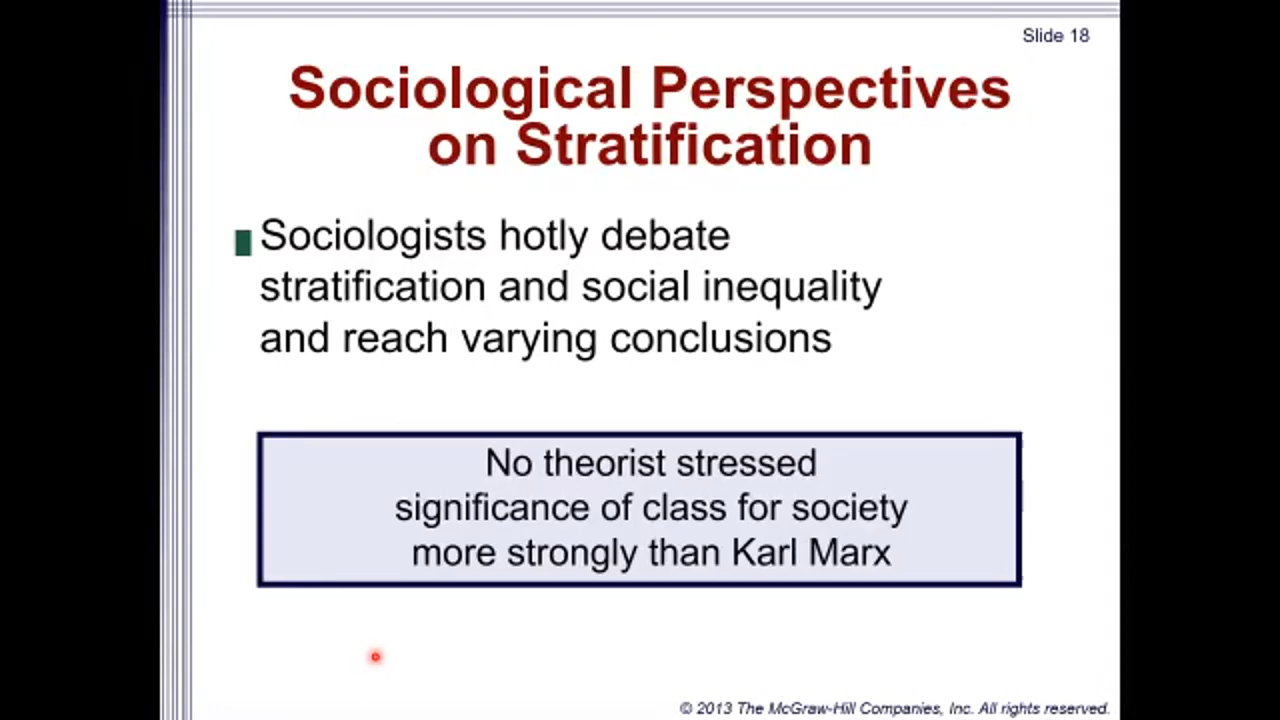 Slide 18
Sociological Perspectives
on Stratification
Sociologists hotly debate
stratification and social inequality
and reach varying conclusions
No theorist stressed
significance of class for society
more strongly than Karl Marx
© 2013 The McGraw-Hill Companies, Inc. All rights reserved.